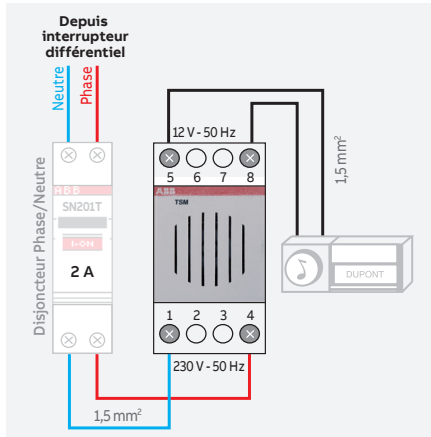 Depuis
interrupteur
différentiel
Neutre
Phase
12 V - 50 Hz
5 6 7 8
1,5 mm²
ABB
SN201T
I-ON
2 A
Disjoncteur Phase/Neutre
ABB
TSM
DUPONT
1 2 3 4
230 V - 50 Hz
1,5 mm²